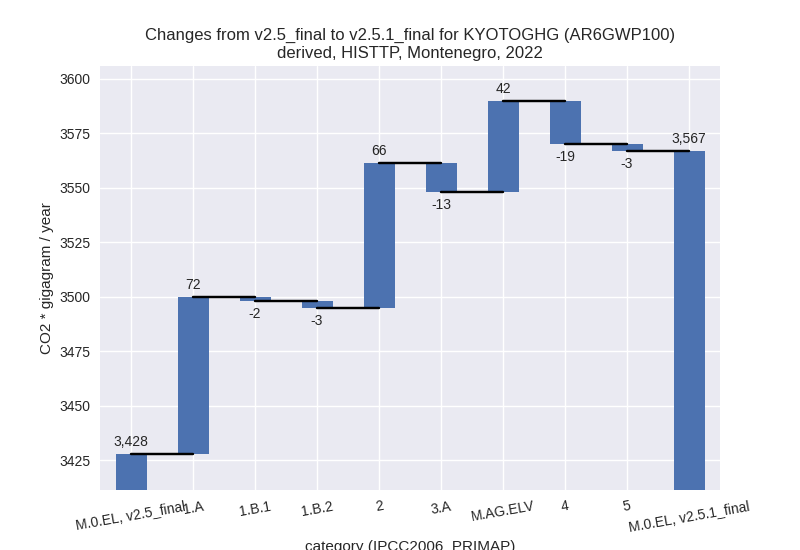 Changes from v2.5_final to v2.5.1_final for KYOTOGHG (AR6GWP100)
derived, HISTTP, Montenegro, 2022
CO2 * gigagram / year
3600
3575
3550
3525
3500
3475
3450
3425
3,428
72
-2
-3
66
-13
42
-19
-3
3,567
M.0.EL, v2.5_final
1.A
1.B.1
1.B.2
2
3.A
M.AG.ELV
4
5
M.0.EL, v2.5.1_final
category (IPCC2006_PRIMAP)